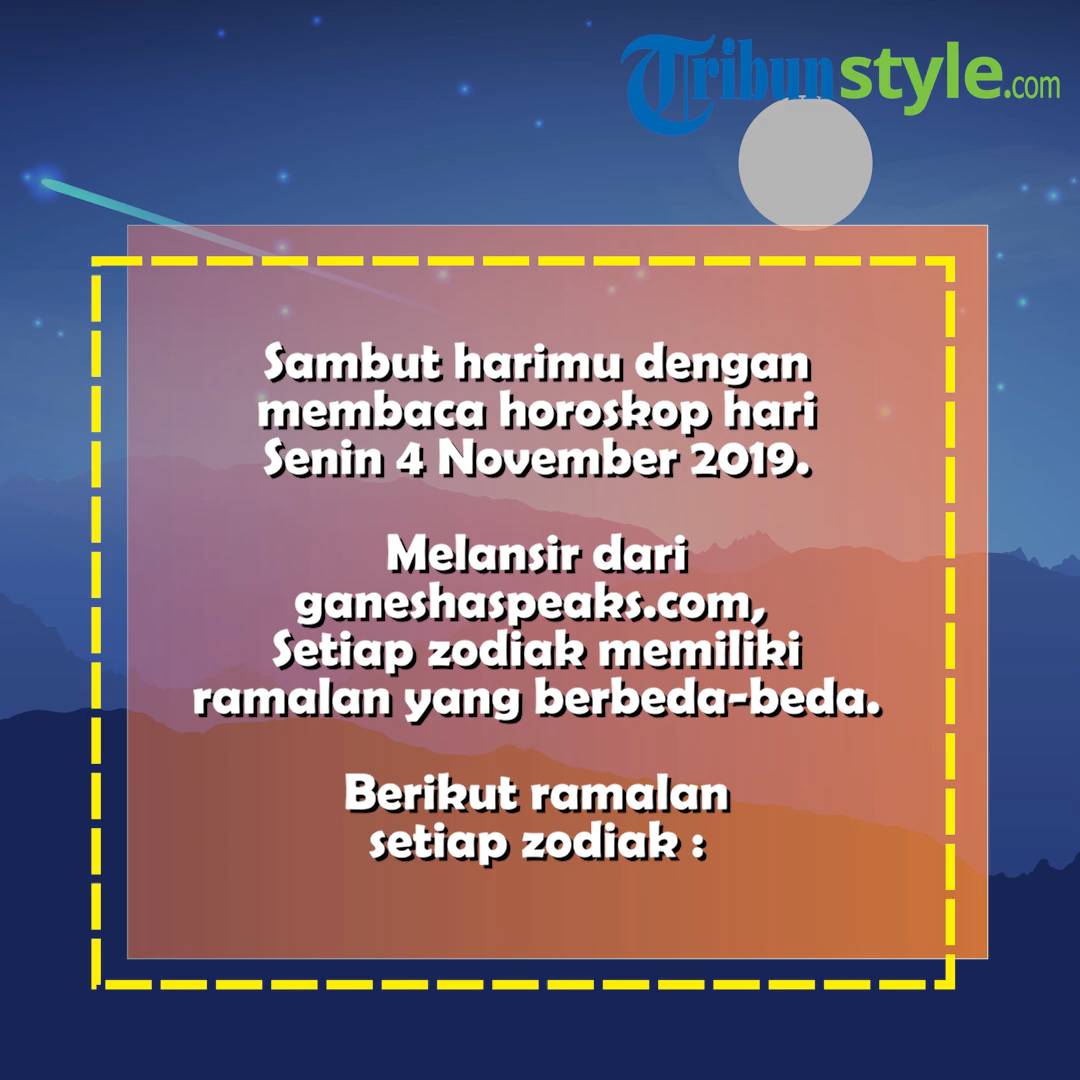 Tribunstyle.com
Sambut harimu dengan
membaca horoskop hari
Senin 4 November 2019.
Melansir dari
ganeshaspeaks.com,
Setiap zodiak memiliki
ramalan yang berbeda-beda.
Berikut ramalan
setiap zodiak :